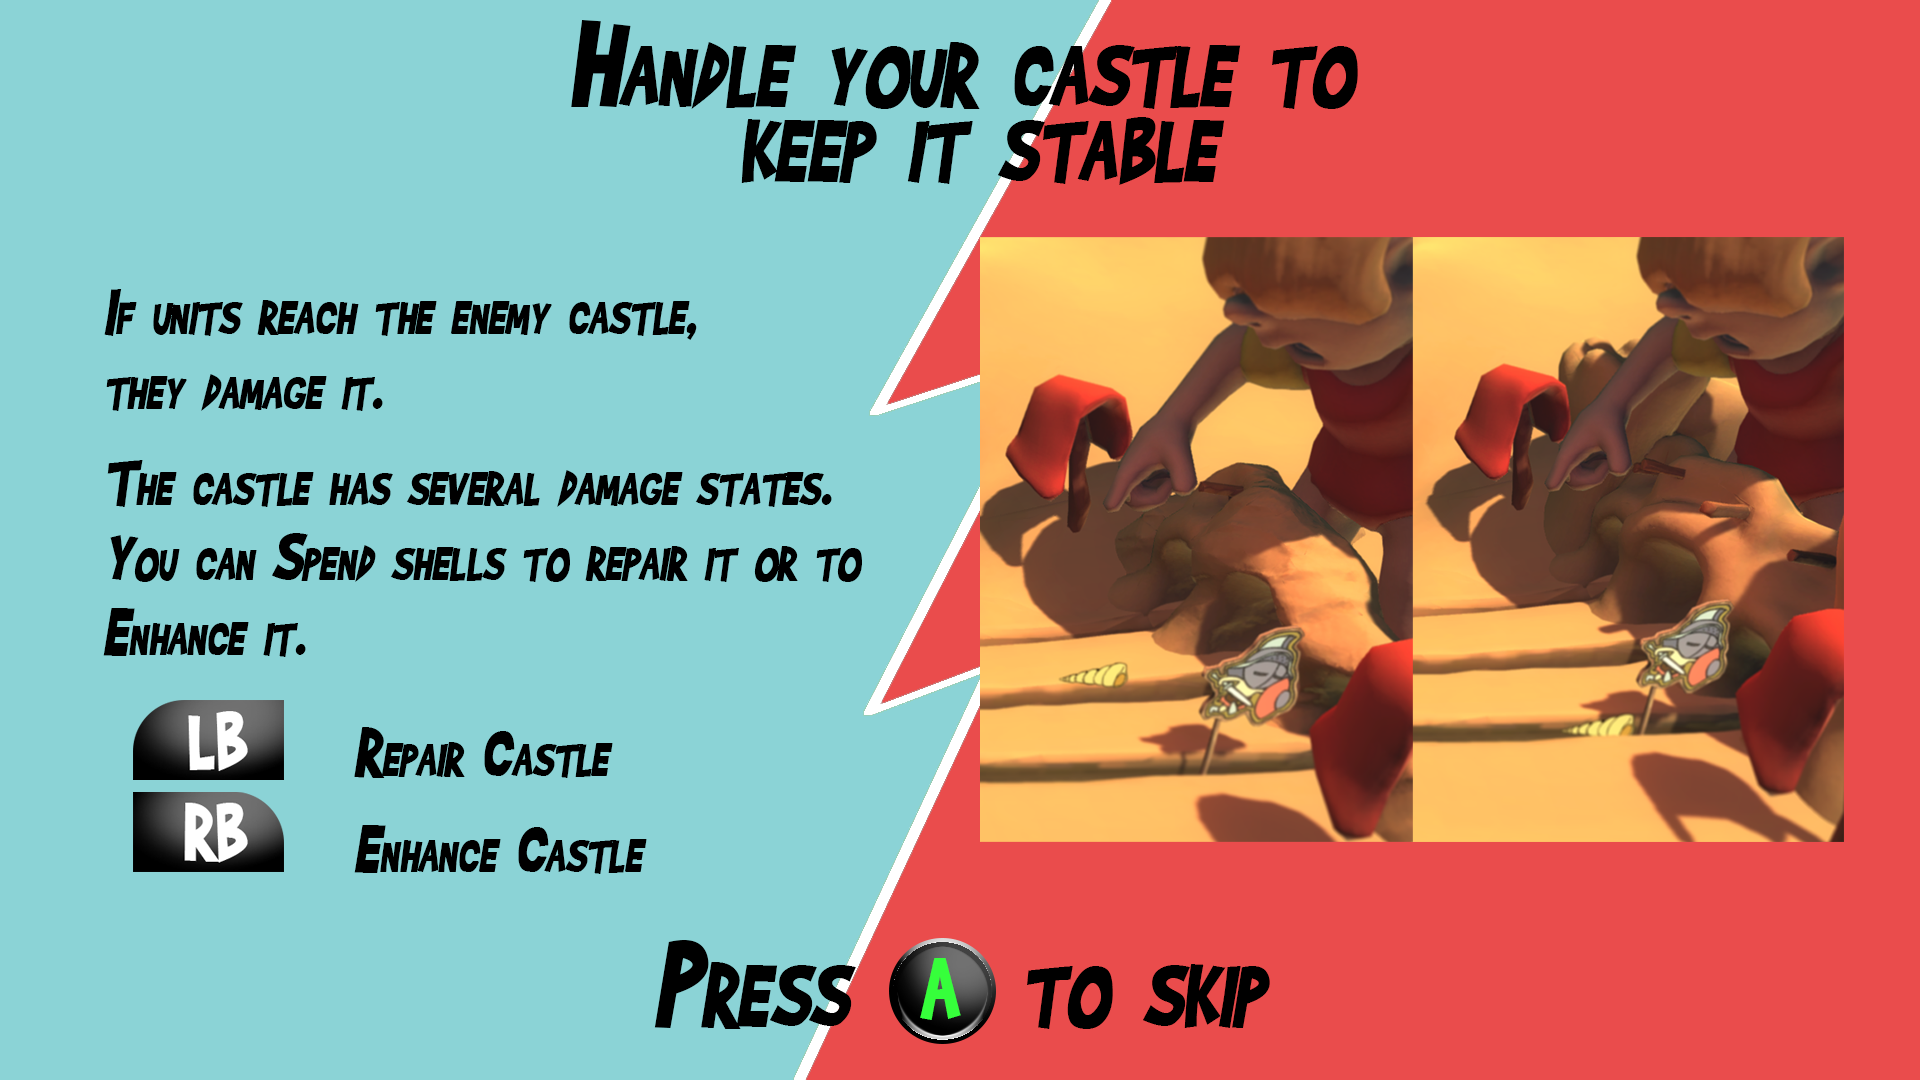 Handle your castle to
keep it stable
If units reach the enemy castle,
they damage it.
The castle has several damage states.
You can Spend shells to repair it or to
Enhance it.
LB Repair Castle
RB Enhance Castle
Press A to skip